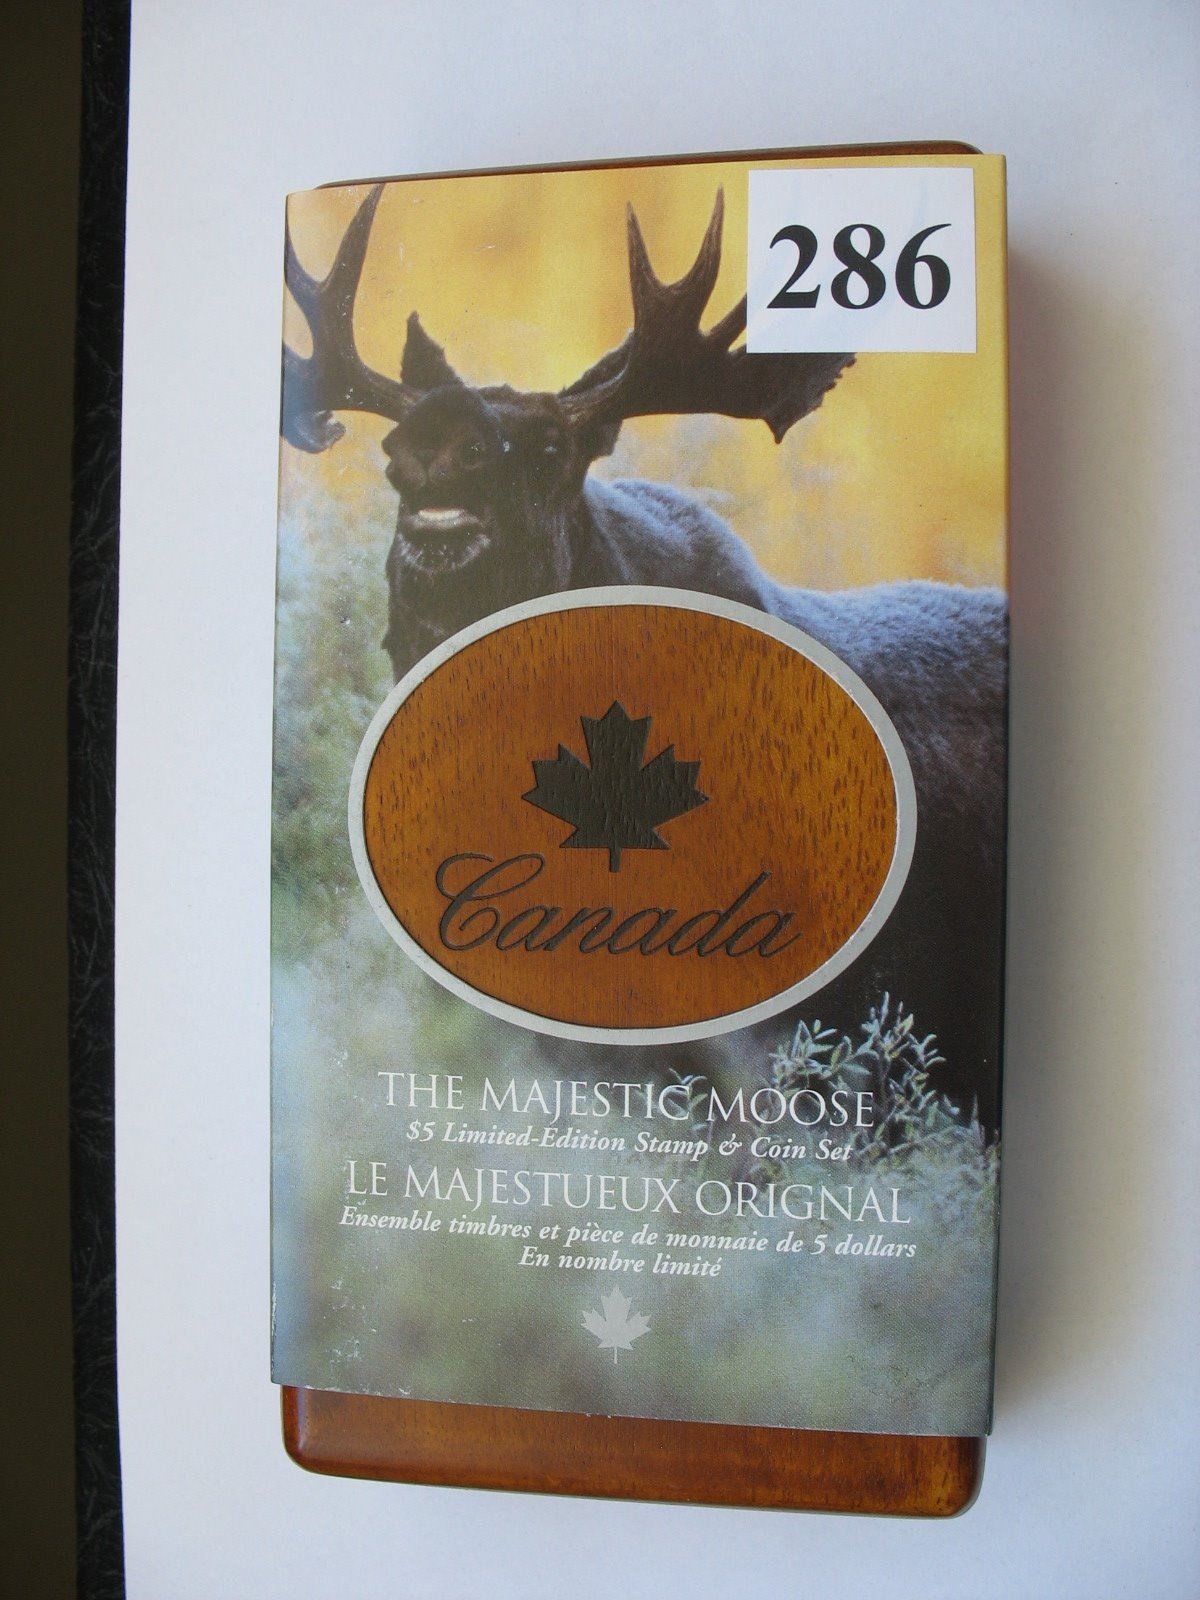 286
Canada
THE MAJESTIC MOOSE
$5 Limited-Edition Stamp & Coin Set
LE MAJESTUEUX ORIGNAL
Ensemble timbres et pièce de monnaie de 5 dollars
En nombre limité